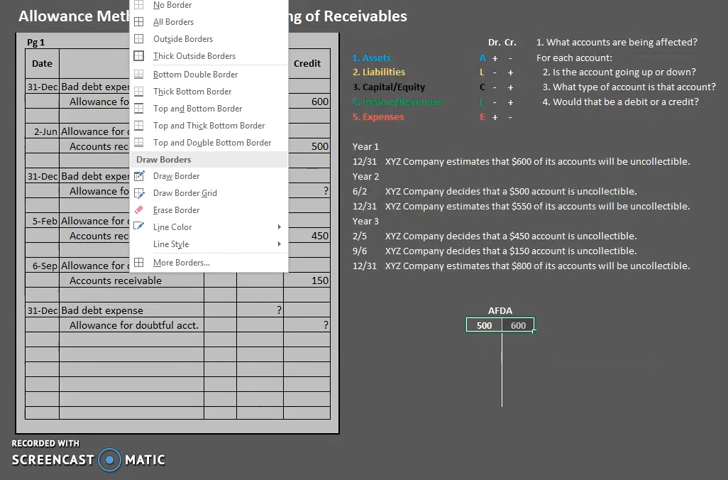 Allowance Met
ng of Receivables
No Border
All Borders
Outside Borders
Thick Outside Borders
Bottom Double Border
Thick Bottom Border
Top and Bottom Border
Top and Thick Bottom Border
Top and Double Bottom Border
Draw Borders
Draw Border
Draw Border Grid
Erase Border
Line Color
Line Style
More Borders...
Pg 1
Date Credit
31-Dec Bad debt expe
Allowance fo 600
2-Jun Allowance for d
Accounts rec 500
31-Dec Bad debt expe
Allowance fo ?
5-Feb Allowance for d
Accounts rec 450
6-Sep Allowance for d
Accounts receivable 150
31-Dec Bad debt expense ?
Allowance for doubtful acct. ?
Dr. Cr.
1. Assets A + -
2. Liabilities L - +
3. Capital/Equity C - +
4. Income/Revenues I - +
5. Expenses E + -
1. What accounts are being affected?
For each account:
2. Is the account going up or down?
3. What type of account is that account?
4. Would that be a debit or a credit?
Year 1
12/31 XYZ Company estimates that $600 of its accounts will be uncollectible.
Year 2
6/2 XYZ Company decides that a $500 account is uncollectible.
12/31 XYZ Company estimates that $550 of its accounts will be uncollectible.
Year 3
2/5 XYZ Company decides that a $450 account is uncollectible.
9/6 XYZ Company decides that a $150 account is uncollectible.
12/31 XYZ Company estimates that $800 of its accounts will be uncollectible.
AFDA
500 600
RECORDED WITH
SCREENCAST MATIC